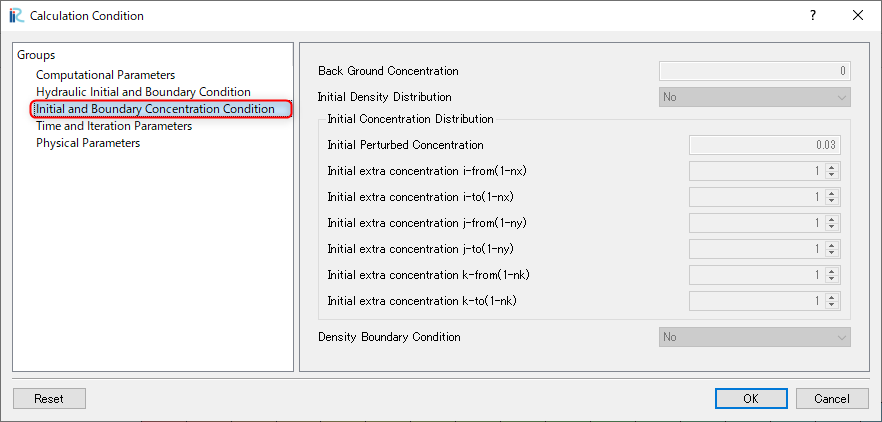 Calculation Condition
?
Groups
Computational Parameters
Hydraulic Initial and Boundary Condition
Initial and Boundary Concentration Condition
Time and Iteration Parameters
Physical Parameters
Back Ground Concentration 0
Initial Density Distribution No
Initial Concentration Distribution
Initial Perturbed Concentration 0.03
Initial extra concentration i-from(1-nx) 1
Initial extra concentration i-to(1-nx) 1
Initial extra concentration j-from(1-ny) 1
Initial extra concentration j-to(1-ny) 1
Initial extra concentration k-from(1-nk) 1
Initial extra concentration k-to(1-nk) 1
Density Boundary Condition No
Reset OK Cancel